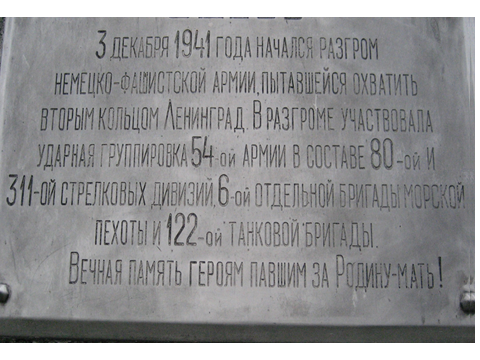 3 ДЕКАБРЯ 1941 ГОДА НАЧАЛСЯ РАЗГРОМ
НЕМЕЦКО-ФАШИСТСКОЙ АРМИИ, ПЫТАВШЕЙСЯ ОХВАТИТЬ
ВТОРЫМ КОЛЬЦОМ ЛЕНИНГРАД. В РАЗГРОМЕ УЧАСТВОВАЛА
УДАРНАЯ ГРУППИРОВКА 54-ОЙ АРМИИ В СОСТАВЕ 80-ОЙ И
311-ОЙ СТРЕЛКОВЫХ ДИВИЗИЙ, 6-ОЙ ОТДЕЛЬНОЙ БРИГАДЫ МОРСКОЙ
ПЕХОТЫ И 122-ОЙ ТАНКОВОЙ БРИГАДЫ.
ВЕЧНАЯ ПАМЯТЬ ГЕРОЯМ ПАВШИМ ЗА РОДИНУ-МАТЬ!